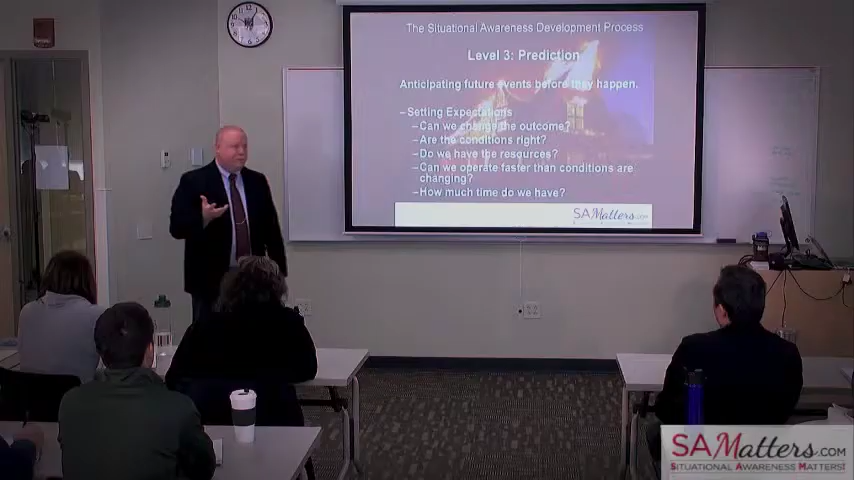 The Situational Awareness Development Process
Level 3: Prediction
Anticipating future events before they happen.
–Setting Expectations
–Can we change the outcome?
–Are the conditions right?
–Do we have the resources?
–Can we operate faster than conditions are
changing?
–How much time do we have?
SAMatters.COM
SAMatters.COM
SITUATIONAL AWARENESS MATTERS!